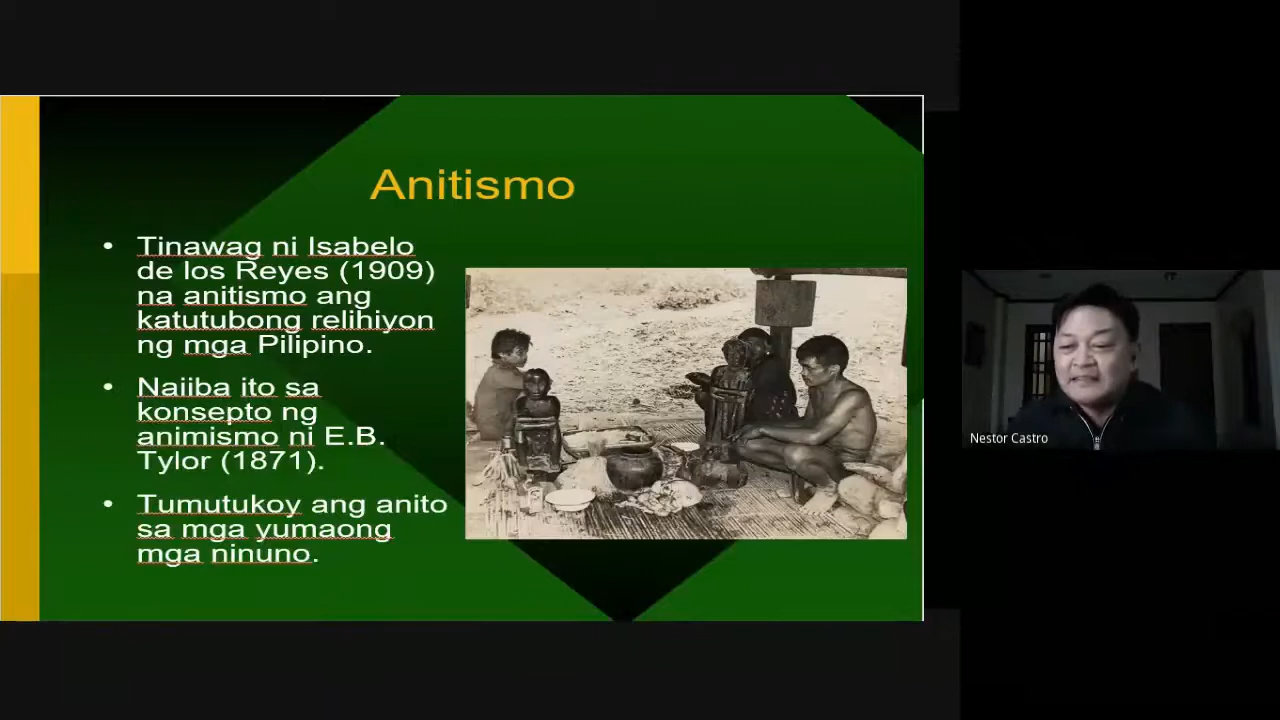 Anitismo
• Tinawag ni Isabelo
de los Reyes (1909)
na anitismo ang
katutubong relihiyon
ng mga Pilipino.
• Naiiba ito sa
konsepto ng
animismo ni E.B.
Tylor (1871).
• Tumutukoy ang anito
sa mga yumaong
mga ninuno.
Nestor Castro